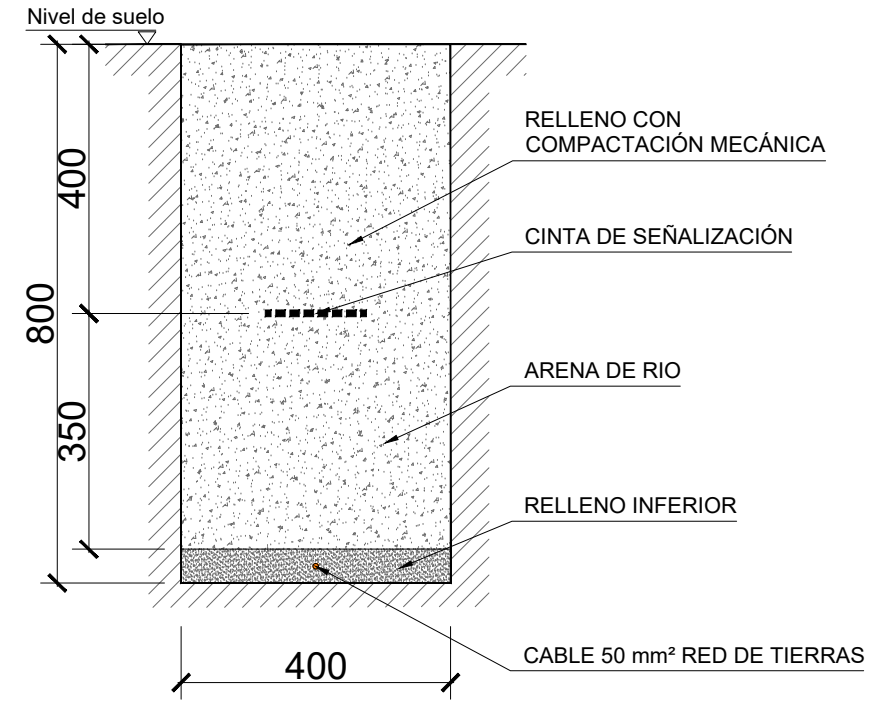 Nivel de suelo
RELLENO CON
COMPACTACIÓN MECÁNICA
400
CINTA DE SEÑALIZACIÓN
800
ARENA DE RIO
350
RELLENO INFERIOR
CABLE 50 mm² RED DE TIERRAS
400